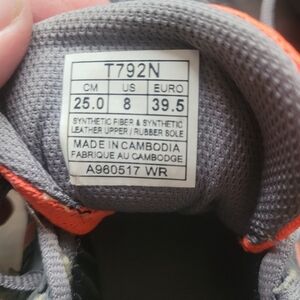 T792N
CM US EURO
25.0 8 39.5
SYNTHETIC FIBER & SYNTHETIC
LEATHER UPPER / RUBBER SOLE
MADE IN CAMBODIA
FABRIQUE AU CAMBODGE
A960517 WR